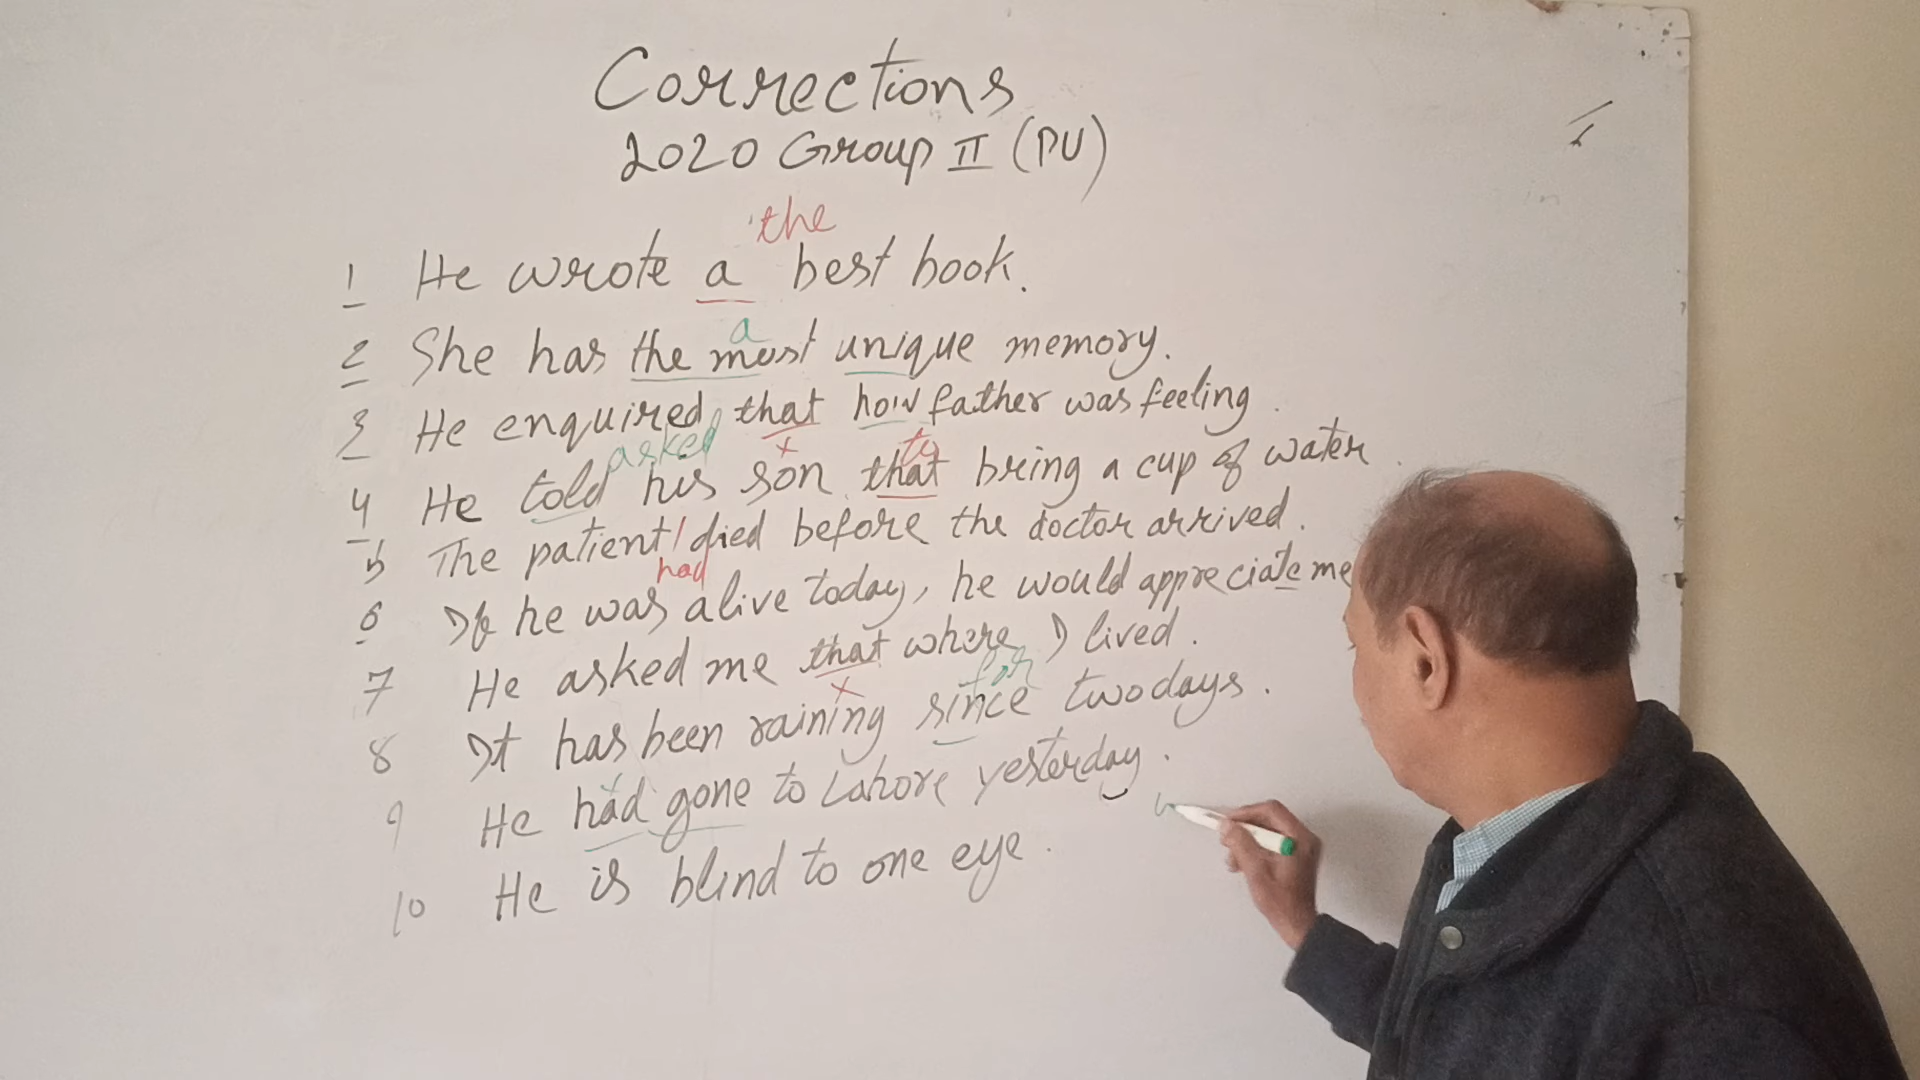 Corrections
2020 Group II (PU)
the
1 He wrote a best book.
a
2 She has the most unique memory.
3 He enquired that how father was feeling.
asked to
4 He told his son that bring a cup of water.
5 The patient / died before the doctor arrived.
had
6 If he was alive today, he would appreciate me
7 He asked me that where I lived.
x for
8 It has been raining since two days.
9 He had gone to Lahore yesterday.
10 He is blind to one eye.